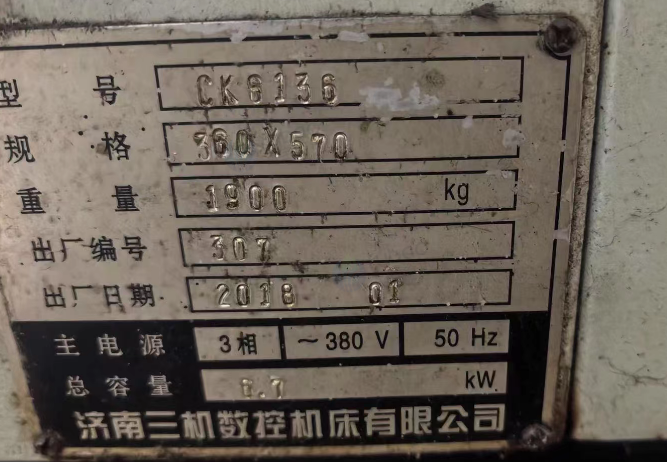 型 号 CK6136
规 格 360X570
重 量 1900 kg
出厂编号 307
出厂日期 2018 01
主 电 源 3相 ~380 V 50 Hz
总 容 量 kW
济南三机数控机床有限公司